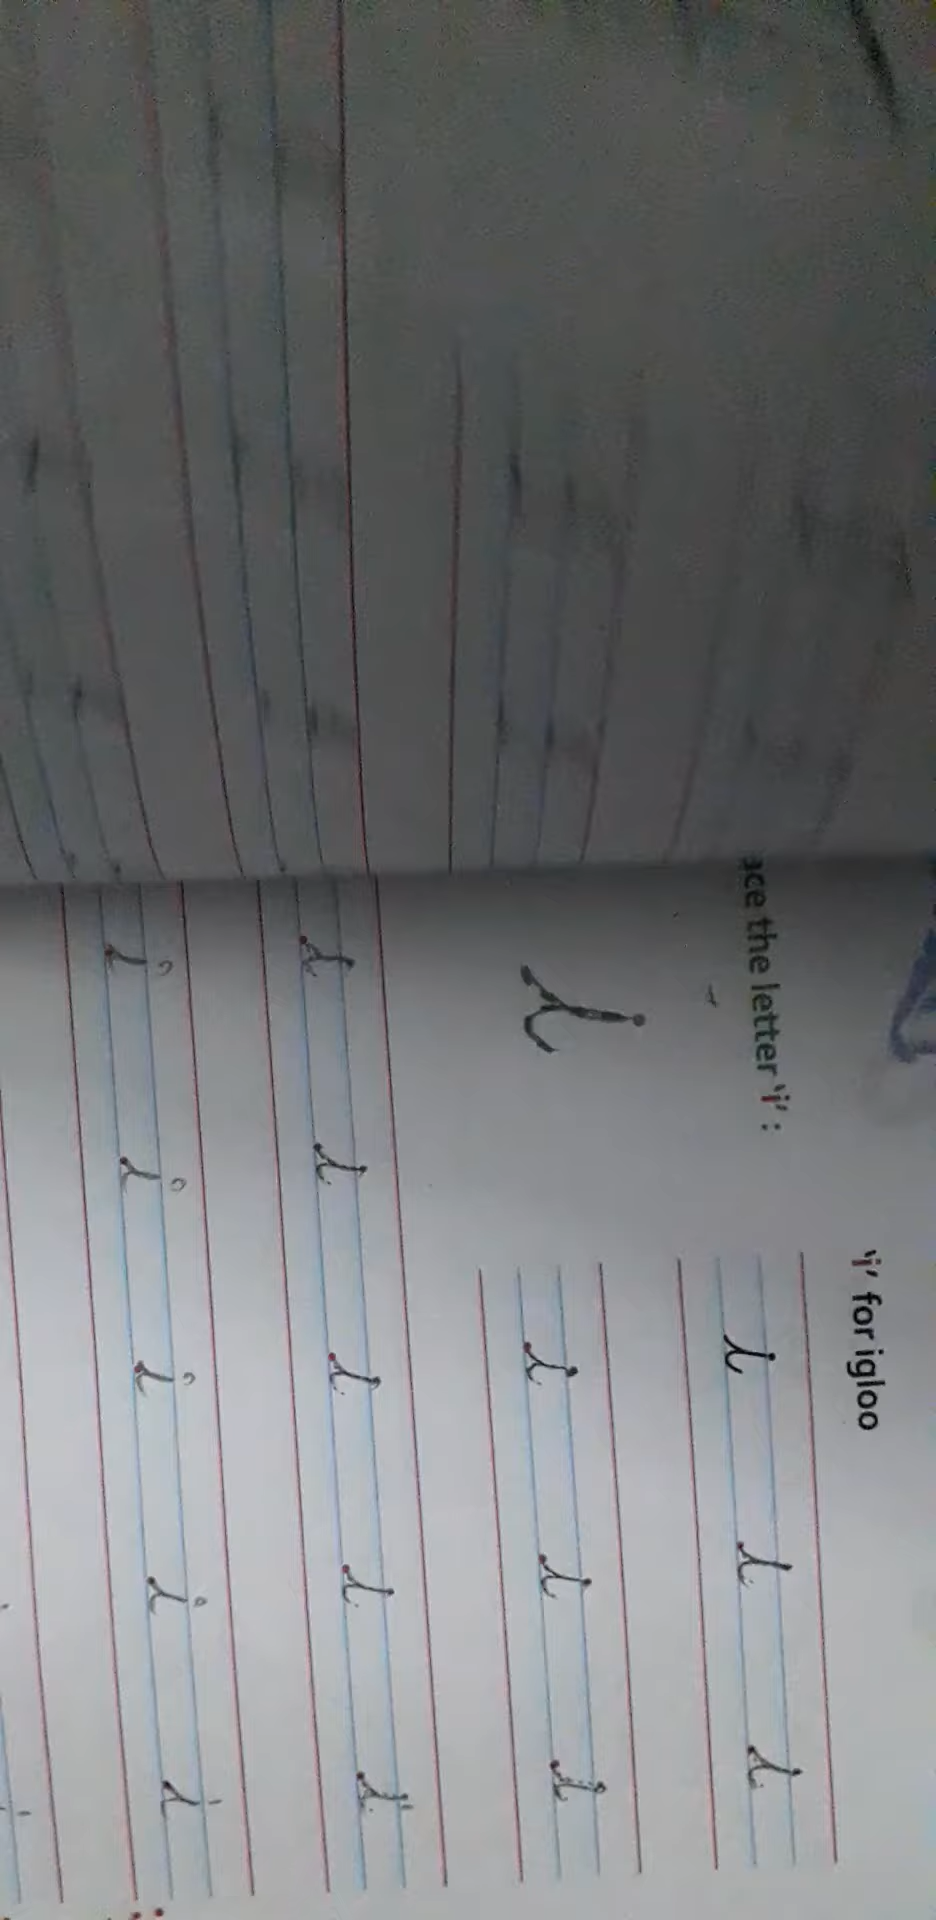 'i' for igloo
ace the letter 'i' :
i i i
i
i i i
i i i i i
i i i i i